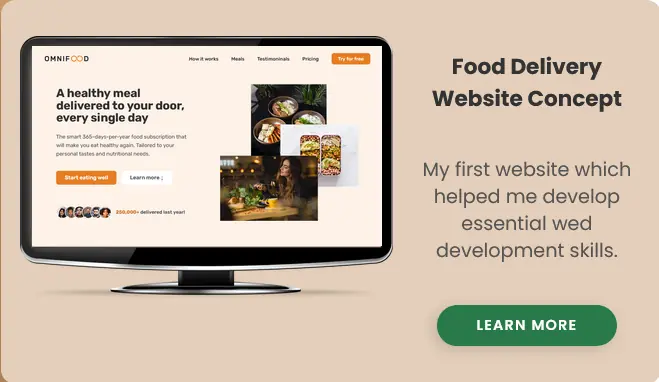 OMNIFOOD
How it works Meals Testimoninals Pricing Try for free
A healthy meal
delivered to your door,
every single day
The smart 365-days-per-year food subscription that
will make you eat healthy again. Tailored to your
personal tastes and nutritional needs.
Start eating well Learn more ↓
250,000+ delivered last year!
Food Delivery
Website Concept
My first website which
helped me develop
essential wed
development skills.
LEARN MORE